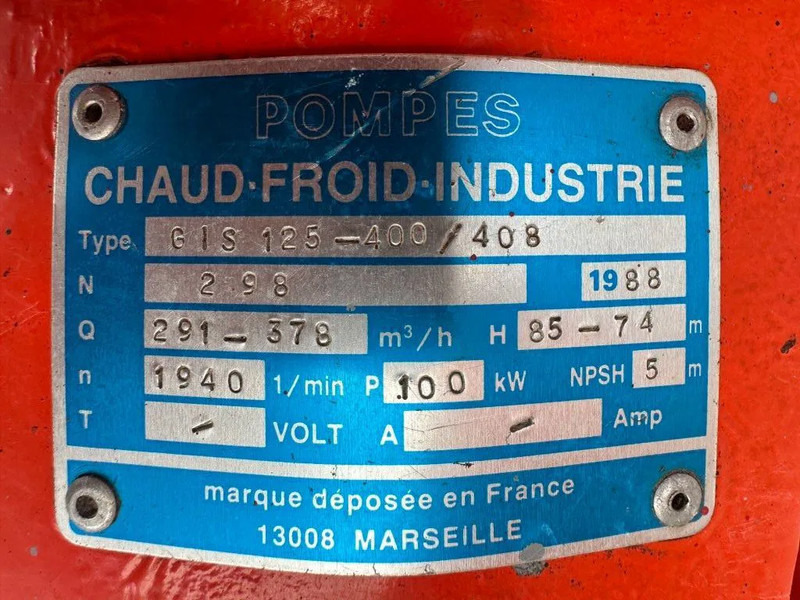 POMPES
CHAUD-FROID-INDUSTRIE
Type GIS 125-400/408
N 298 1988
Q 291-378 m³/h H 85-74 m
n 1940 1/min P 100 kW NPSH 5 m
T - VOLT A - Amp
marque déposée en France
13008 MARSEILLE